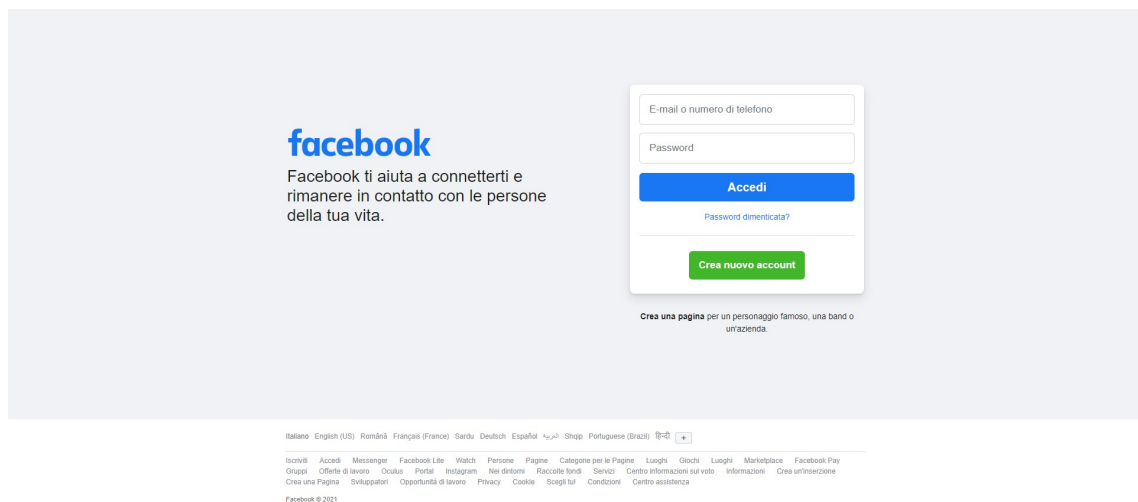 facebook
Facebook ti aiuta a connetterti e
rimanere in contatto con le persone
della tua vita.
E-mail o numero di telefono
Password
Accedi
Password dimenticata?
Crea nuovo account
Crea una pagina per un personaggio famoso, una band o
un'azienda.
Italiano English (US) Română Français (France) Sardu Deutsch Español العربية Shqip Portuguese (Brazil) हिन्दी +
Iscriviti Accedi Messenger Facebook Lite Watch Persone Pagine Categorie per le Pagine Luoghi Giochi Luoghi Marketplace Facebook Pay
Gruppi Offerte di lavoro Oculus Portal Instagram Nei dintorni Raccolte fondi Servizi Centro informazioni sul voto Informazioni Crea un'inserzione
Crea una Pagina Sviluppatori Opportunità di lavoro Privacy Cookie Scegli tu! Condizioni Centro assistenza
Facebook © 2021